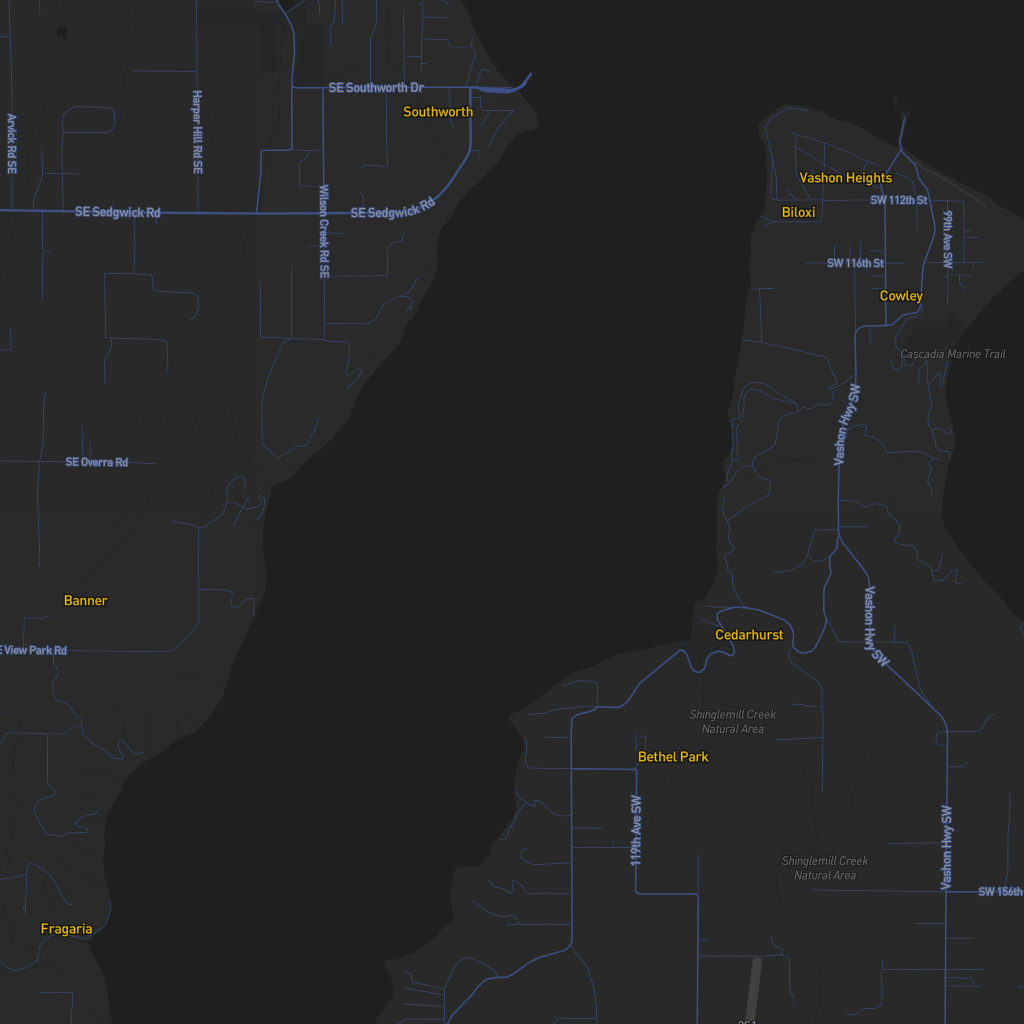 SE Southworth Dr
Southworth
Harper Hill Rd SE
Arvick Rd SE
Vashon Heights
SW 112th St
SE Sedgwick Rd
SE Sedgwick Rd
Biloxi
Wilson Creek Rd SE
99th Ave SW
SW 116th St
Cowley
Cascadia Marine Trail
Vashon Hwy SW
SE Overra Rd
Banner
Vashon Hwy SW
Cedarhurst
View Park Rd
Shinglemill Creek
Natural Area
Bethel Park
119th Ave SW
Vashon Hwy SW
Shinglemill Creek
Natural Area
SW 156th
Fragaria